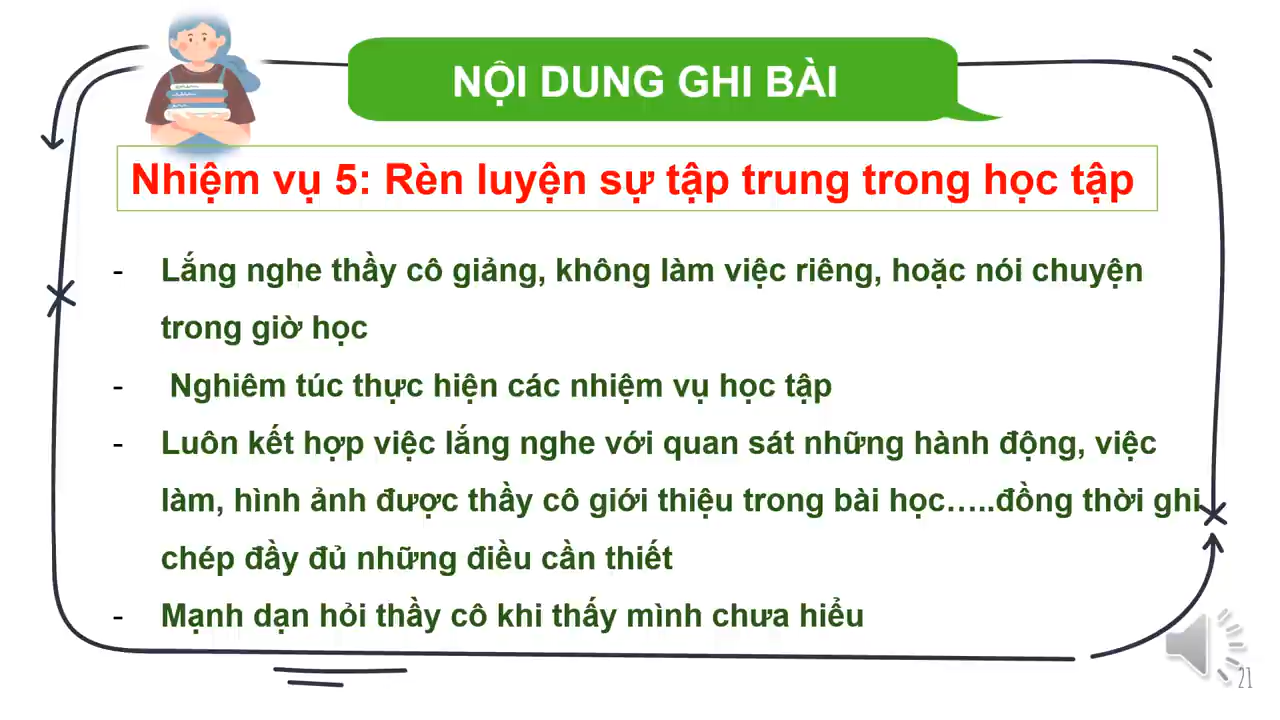 NỘI DUNG GHI BÀI
Nhiệm vụ 5: Rèn luyện sự tập trung trong học tập
- Lắng nghe thầy cô giảng, không làm việc riêng, hoặc nói chuyện
trong giờ học
- Nghiêm túc thực hiện các nhiệm vụ học tập
- Luôn kết hợp việc lắng nghe với quan sát những hành động, việc
làm, hình ảnh được thầy cô giới thiệu trong bài học…..đồng thời ghi
chép đầy đủ những điều cần thiết
- Mạnh dạn hỏi thầy cô khi thấy mình chưa hiểu
21